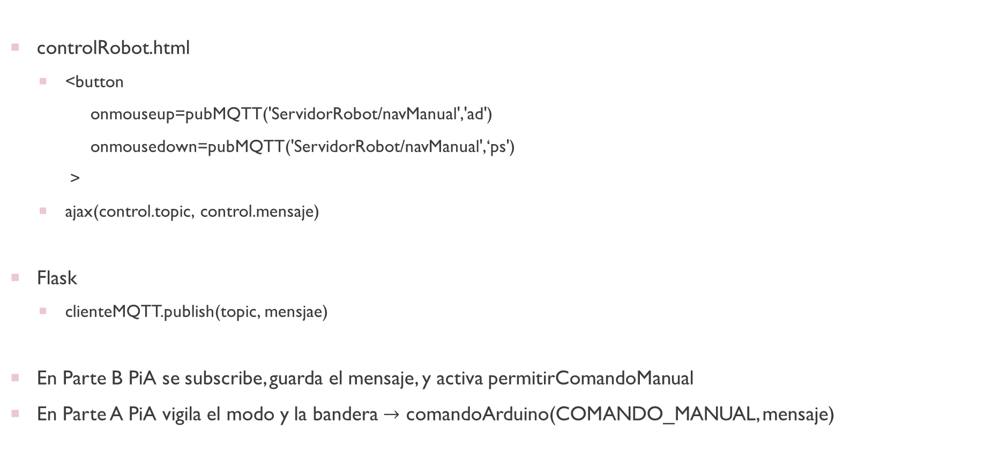 controlRobot.html
<button
onmouseup=pubMQTT('ServidorRobot/navManual','ad')
onmousedown=pubMQTT('ServidorRobot/navManual',‘ps')
>
ajax(control.topic, control.mensaje)
Flask
clienteMQTT.publish(topic, mensjae)
En Parte B PiA se subscribe, guarda el mensaje, y activa permitirComandoManual
En Parte A PiA vigila el modo y la bandera → comandoArduino(COMANDO_MANUAL, mensaje)